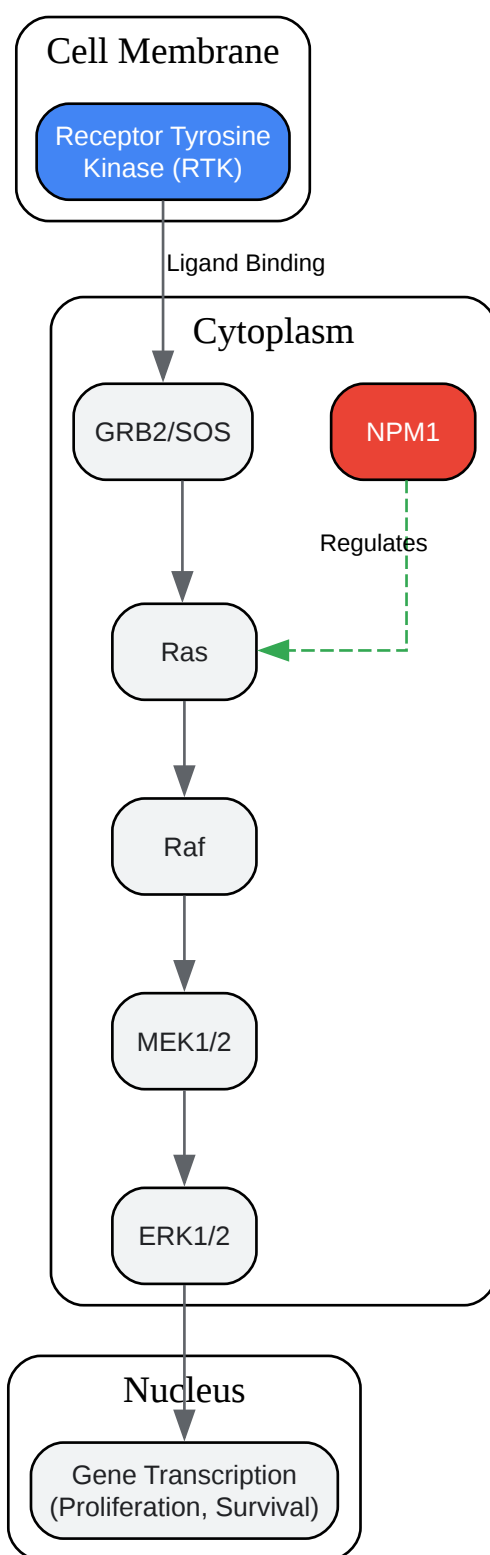 Cell Membrane
Receptor Tyrosine
Kinase (RTK)
Ligand Binding
Cytoplasm
GRB2/SOS
NPM1
Regulates
Ras
Raf
MEK1/2
ERK1/2
Nucleus
Gene Transcription
(Proliferation, Survival)